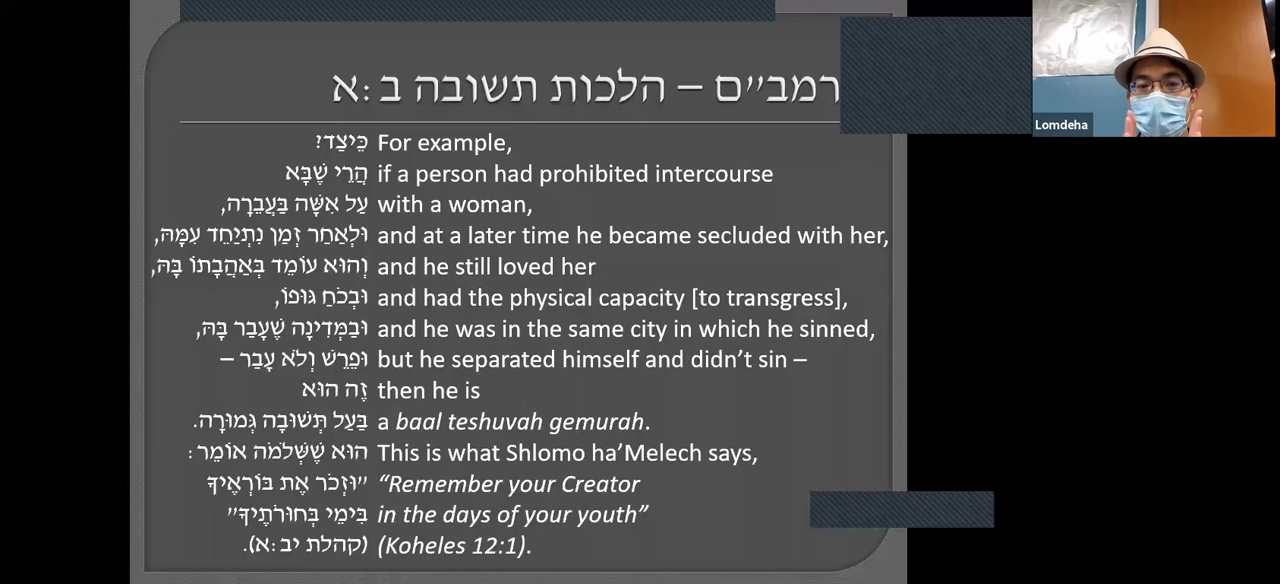 רמב״ם – הלכות תשובה ב:א
כֵּיצַד? For example,
הֲרֵי שֶׁבָּא if a person had prohibited intercourse
עַל אִשָּׁה בַּעֲבֵרָה, with a woman,
וּלְאַחַר זְמַן נִתְיַחֵד עִמָּהּ, and at a later time he became secluded with her,
וְהוּא עוֹמֵד בְּאַהֲבָתוֹ בָּהּ, and he still loved her
וּבְכֹחַ גּוּפוֹ, and had the physical capacity [to transgress],
וּבַמְּדִינָה שֶׁעָבַר בָּהּ, and he was in the same city in which he sinned,
וּפֵרֵשׁ וְלֹא עָבַר – but he separated himself and didn’t sin –
זֶה הוּא then he is
בַּעַל תְּשׁוּבָה גְּמוּרָה. a baal teshuvah gemurah.
הוּא שֶׁשְּׁלֹמֹה אוֹמֵר: This is what Shlomo ha’Melech says,
״וּזְכֹר אֶת בּוֹרְאֶיךָ “Remember your Creator
בִּימֵי בְּחוּרֹתֶיךָ״ in the days of your youth”
(קהלת יב:א). (Koheles 12:1).
Lomdeha